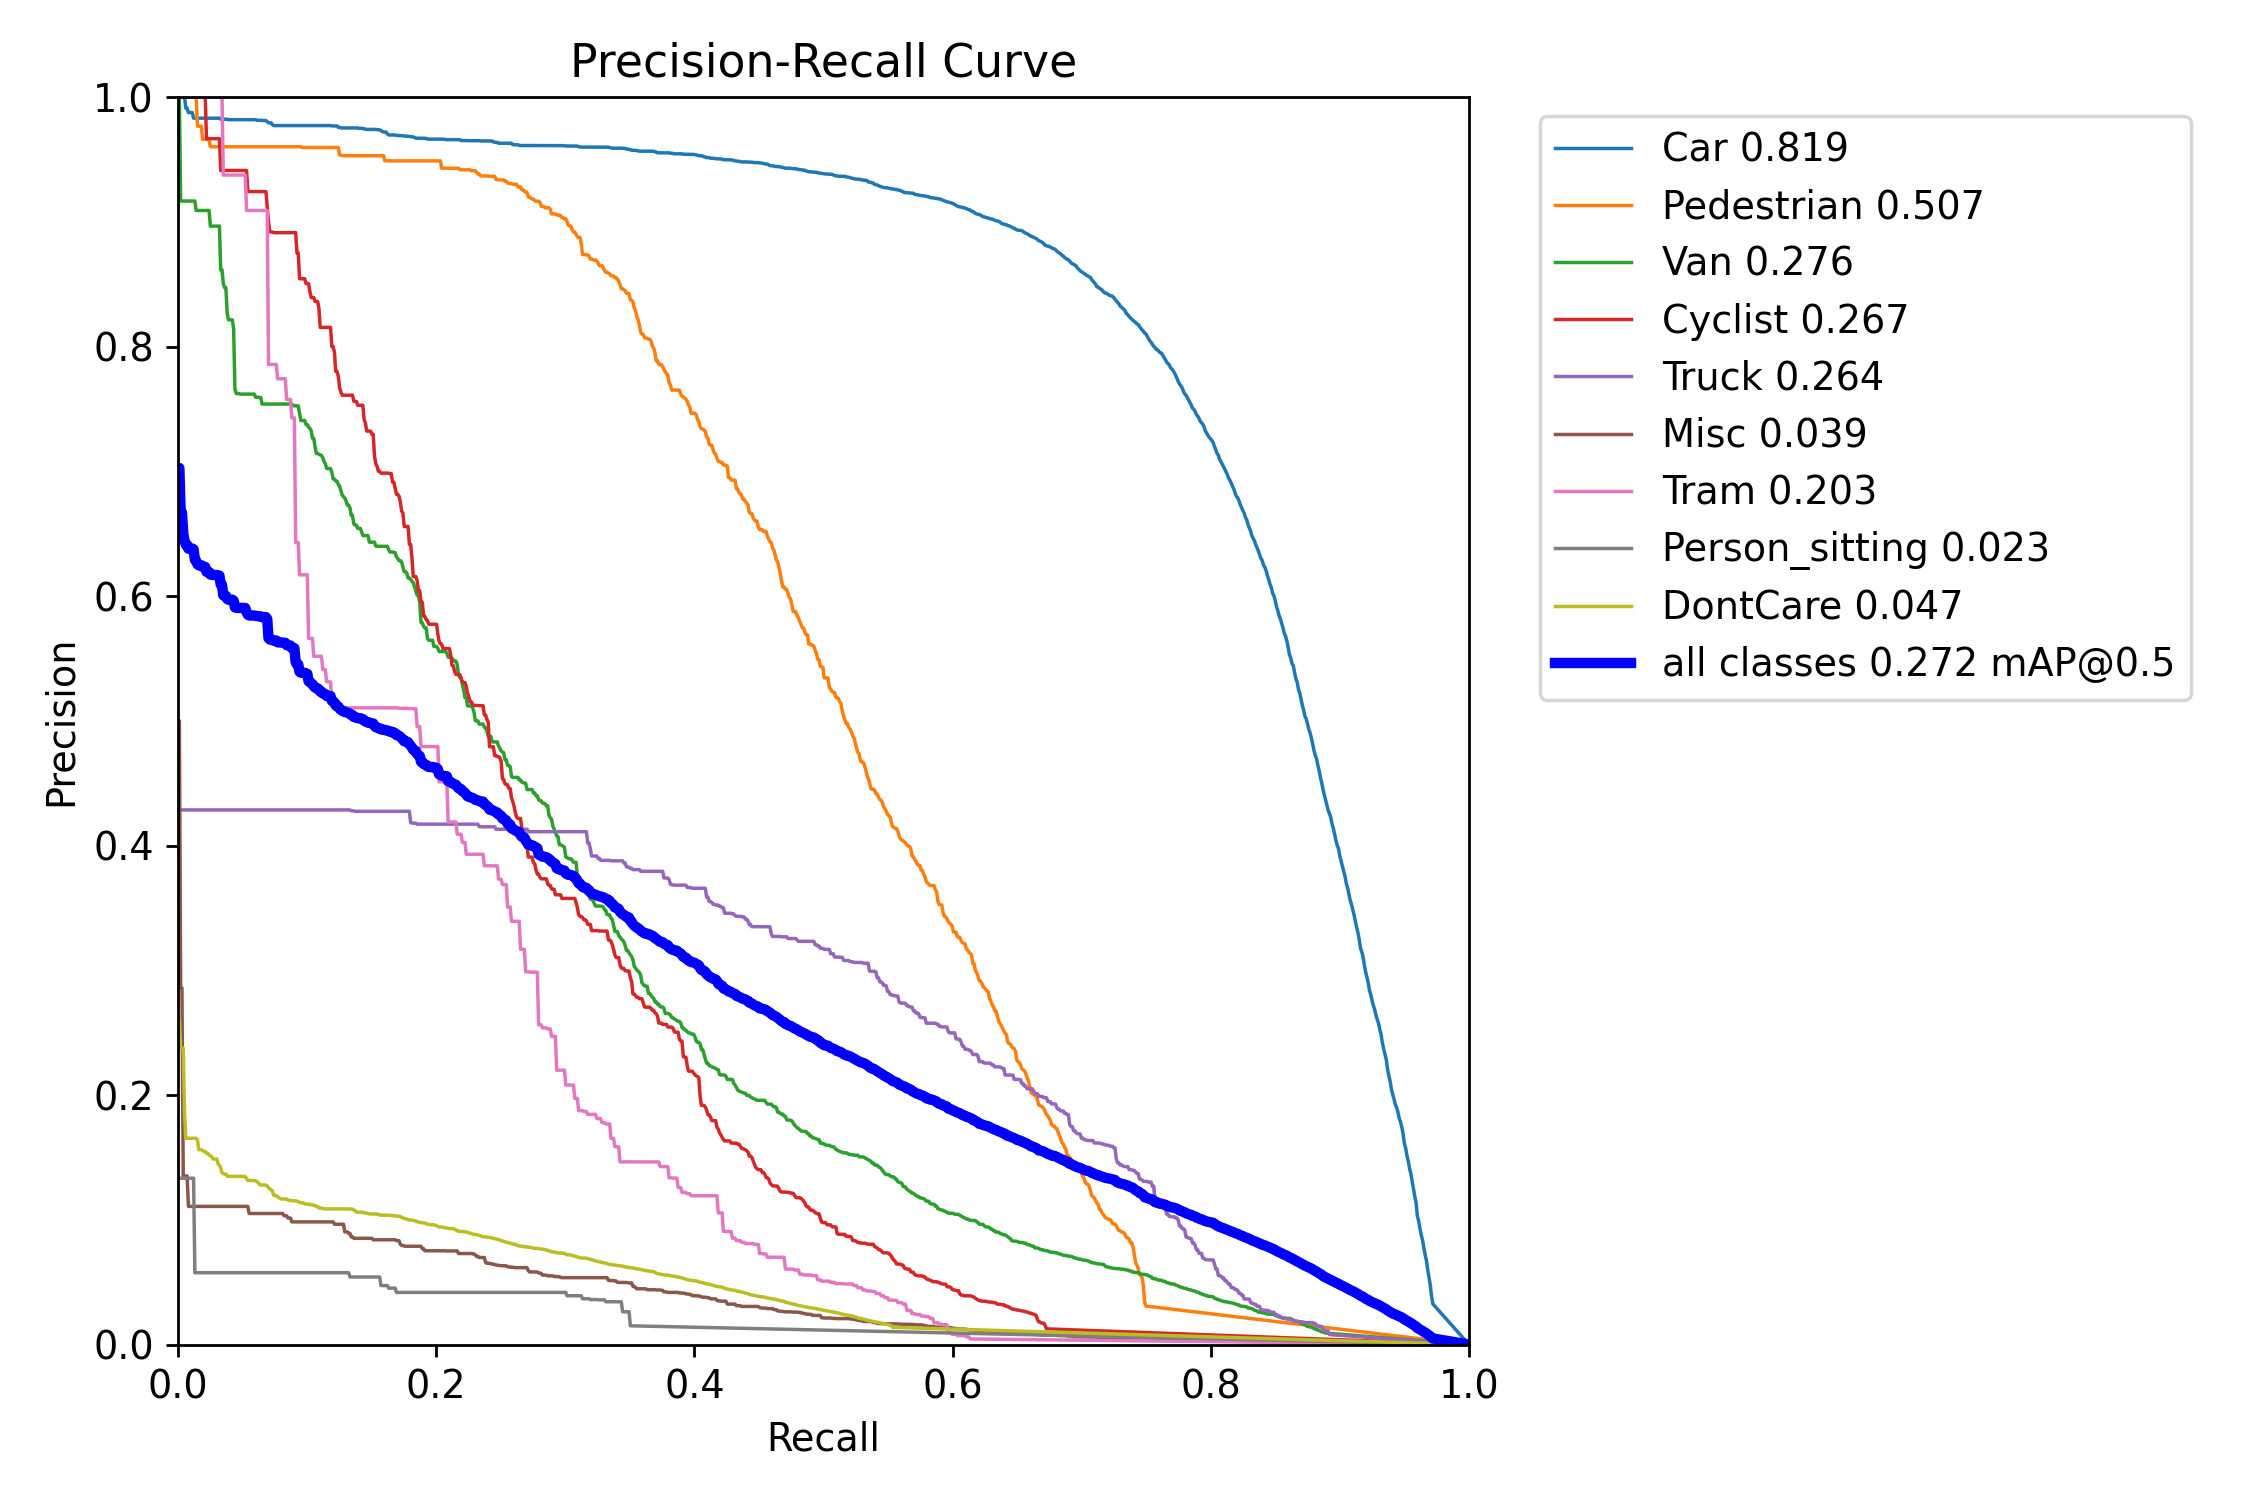 Precision-Recall Curve
1.0
0.8
0.6
0.4
0.2
0.0
Precision
0.0 0.2 0.4 0.6 0.8 1.0
Recall
Car 0.819
Pedestrian 0.507
Van 0.276
Cyclist 0.267
Truck 0.264
Misc 0.039
Tram 0.203
Person_sitting 0.023
DontCare 0.047
all classes 0.272 mAP@0.5